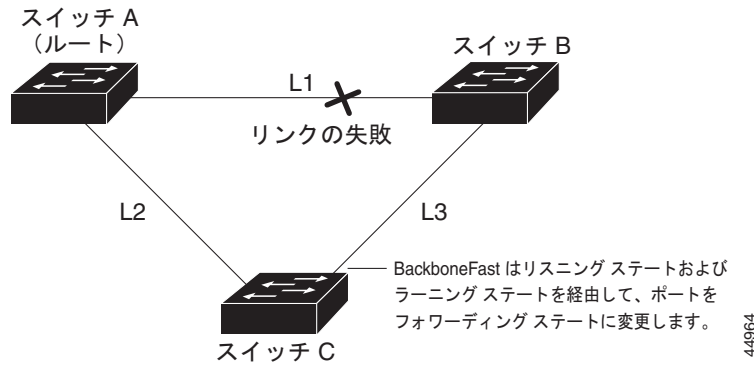 スイッチ A
（ルート）
スイッチ B
L1
リンクの失敗
L2
L3
BackboneFast はリスニング ステートおよび
ラーニング ステートを経由して、ポートを
フォワーディング ステートに変更します。
スイッチ C
44964